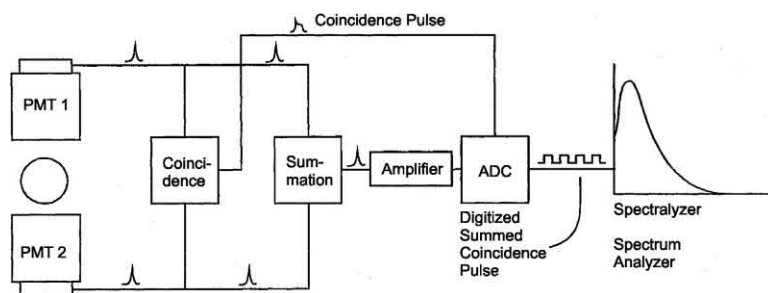 Coincidence Pulse
PMT 1
Coinci-
dence
Sum-
mation
Amplifier
ADC
PMT 2
Digitized
Summed
Coincidence
Pulse
Spectralyzer
Spectrum
Analyzer